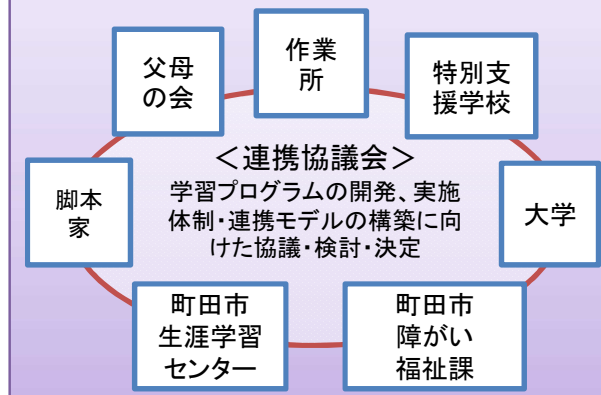 作業
所
父母
の会
特別支
援学校
＜連携協議会＞
学習プログラムの開発、実施
体制・連携モデルの構築に向
けた協議・検討・決定
脚本
家
大学
町田市
生涯学習
センター
町田市
障がい
福祉課